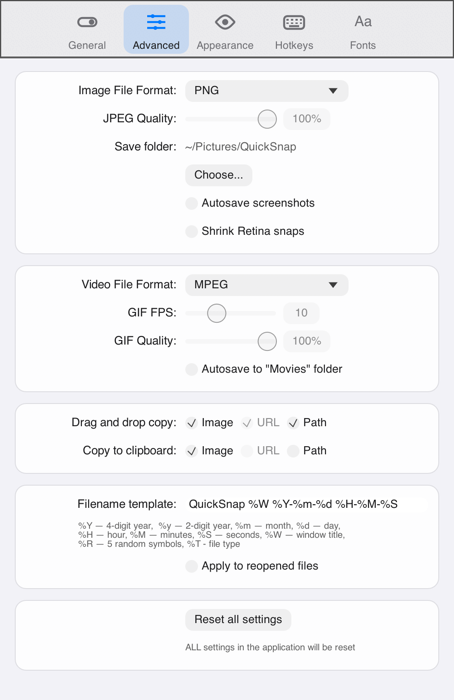 General Advanced Appearance Hotkeys Aa Fonts
Image File Format: PNG
JPEG Quality: 100%
Save folder: ~/Pictures/QuickSnap
Choose...
Autosave screenshots
Shrink Retina snaps
Video File Format: MPEG
GIF FPS: 10
GIF Quality: 100%
Autosave to "Movies" folder
Drag and drop copy: Image URL Path
Copy to clipboard: Image URL Path
Filename template: QuickSnap %W %Y-%m-%d %H-%M-%S
%Y — 4-digit year, %y — 2-digit year, %m — month, %d — day,
%H — hour, %M — minutes, %S — seconds, %W — window title,
%R — 5 random symbols, %T - file type
Apply to reopened files
Reset all settings
ALL settings in the application will be reset